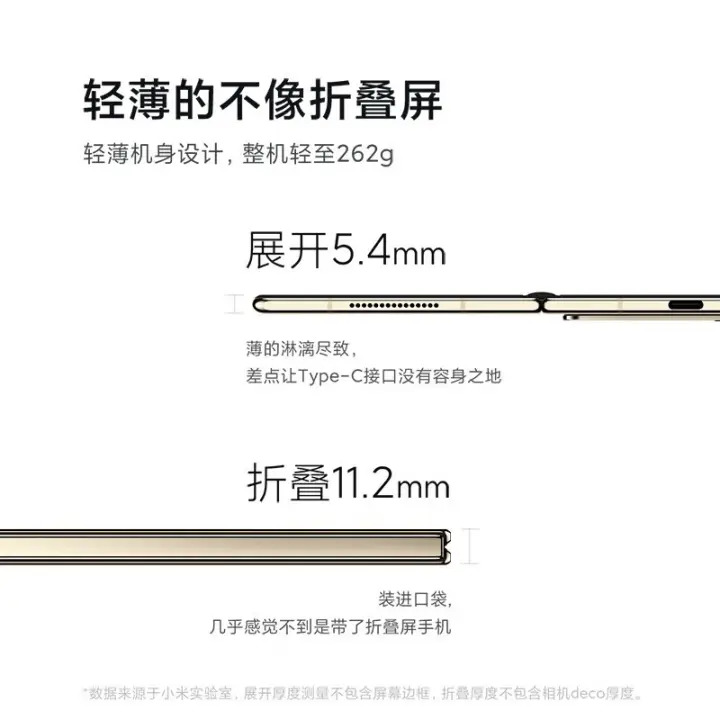 轻薄的不像折叠屏
轻薄机身设计，整机轻至262g
展开5.4mm
薄的淋漓尽致，
差点让Type-C接口没有容身之地
折叠11.2mm
装进口袋，
几乎感觉不到是带了折叠屏手机
*数据来源于小米实验室，展开厚度测量不包含屏幕边框，折叠厚度不包含相机deco厚度。